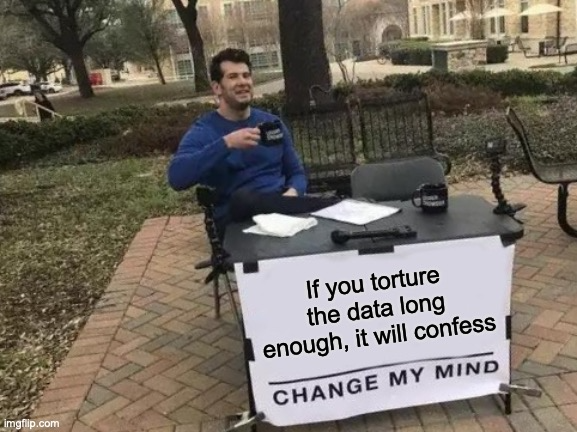 If you torture
the data long
enough, it will confess
CHANGE MY MIND
imgflip.com